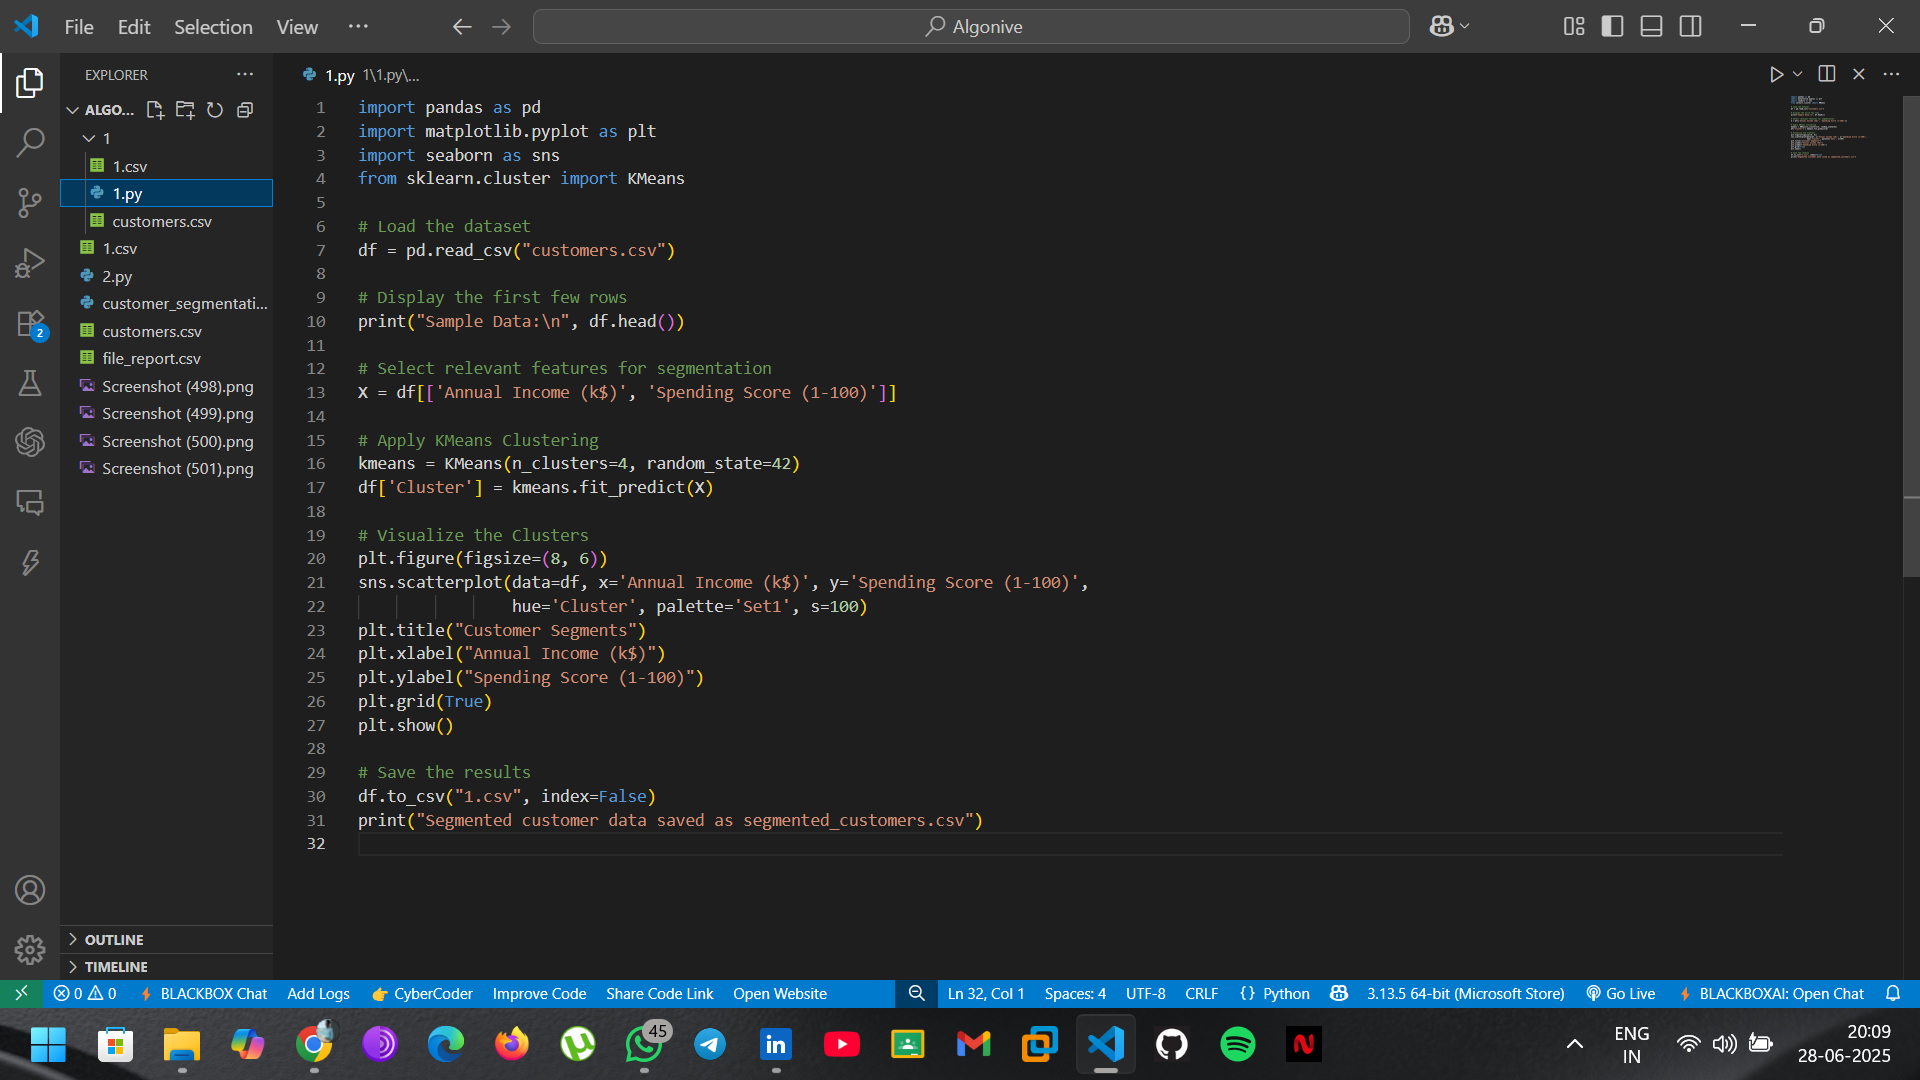 File Edit Selection View ··· Algonive
EXPLORER ···
ALGO...
1
1.csv
1.py
customers.csv
1.csv
2.py
customer_segmentati...
customers.csv
file_report.csv
Screenshot (498).png
Screenshot (499).png
Screenshot (500).png
Screenshot (501).png
2
OUTLINE
TIMELINE
1.py 1\1.py\...
1 import pandas as pd
2 import matplotlib.pyplot as plt
3 import seaborn as sns
4 from sklearn.cluster import KMeans
5
6 # Load the dataset
7 df = pd.read_csv("customers.csv")
8
9 # Display the first few rows
10 print("Sample Data:\n", df.head())
11
12 # Select relevant features for segmentation
13 X = df[['Annual Income (k$)', 'Spending Score (1-100)']]
14
15 # Apply KMeans Clustering
16 kmeans = KMeans(n_clusters=4, random_state=42)
17 df['Cluster'] = kmeans.fit_predict(X)
18
19 # Visualize the Clusters
20 plt.figure(figsize=(8, 6))
21 sns.scatterplot(data=df, x='Annual Income (k$)', y='Spending Score (1-100)',
22 hue='Cluster', palette='Set1', s=100)
23 plt.title("Customer Segments")
24 plt.xlabel("Annual Income (k$)")
25 plt.ylabel("Spending Score (1-100)")
26 plt.grid(True)
27 plt.show()
28
29 # Save the results
30 df.to_csv("1.csv", index=False)
31 print("Segmented customer data saved as segmented_customers.csv")
32
0 0 BLACKBOX Chat Add Logs CyberCoder Improve Code Share Code Link Open Website Ln 32, Col 1 Spaces: 4 UTF-8 CRLF {} Python 3.13.5 64-bit (Microsoft Store) Go Live BLACKBOXAI: Open Chat
45 in N ENG 20:09
IN 28-06-2025